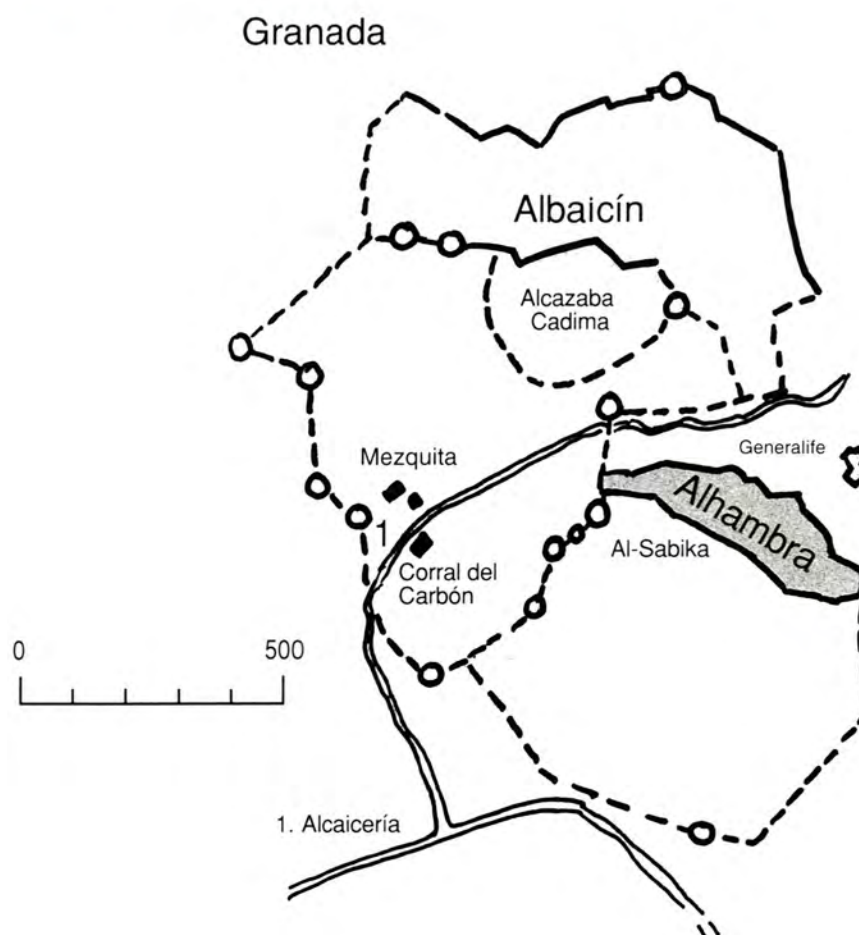 Granada
Albaicín
Alcazaba
Cadima
Generalife
Mezquita
Alhambra
1
Al-Sabika
Corral del
Carbón
0
500
1. Alcaicería